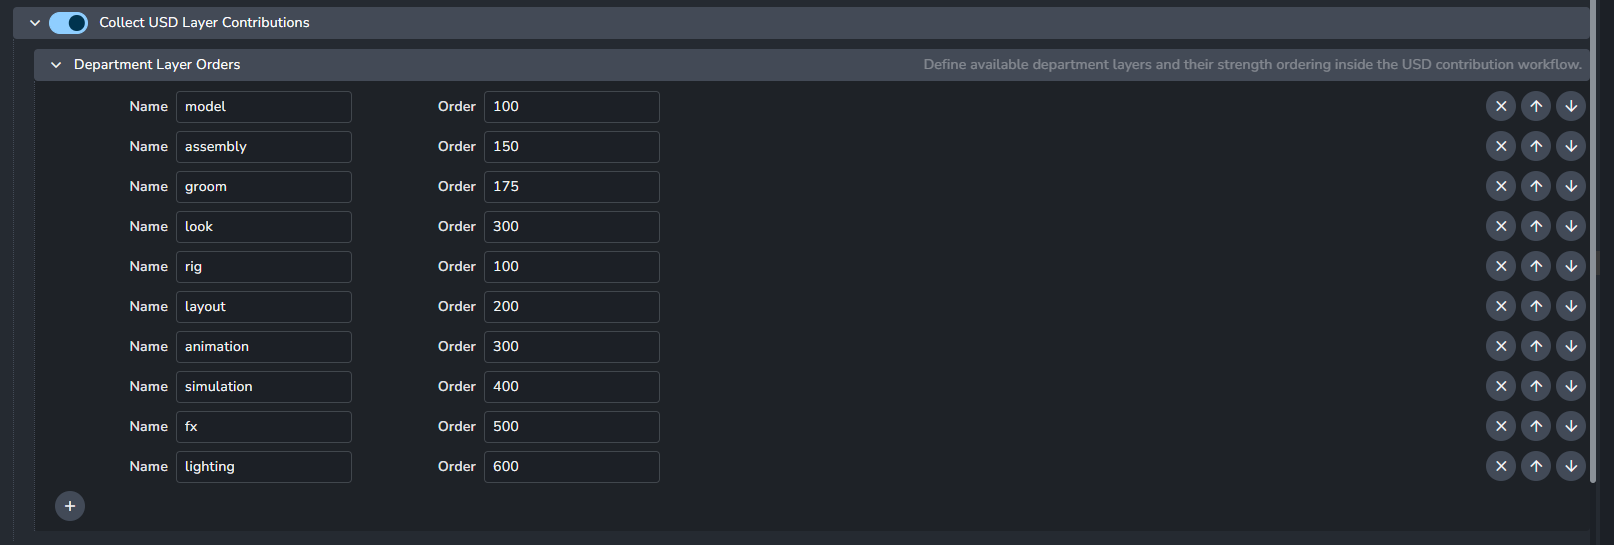 Collect USD Layer Contributions
Department Layer Orders Define available department layers and their strength ordering inside the USD contribution workflow.
Name model Order 100
Name assembly Order 150
Name groom Order 175
Name look Order 300
Name rig Order 100
Name layout Order 200
Name animation Order 300
Name simulation Order 400
Name fx Order 500
Name lighting Order 600